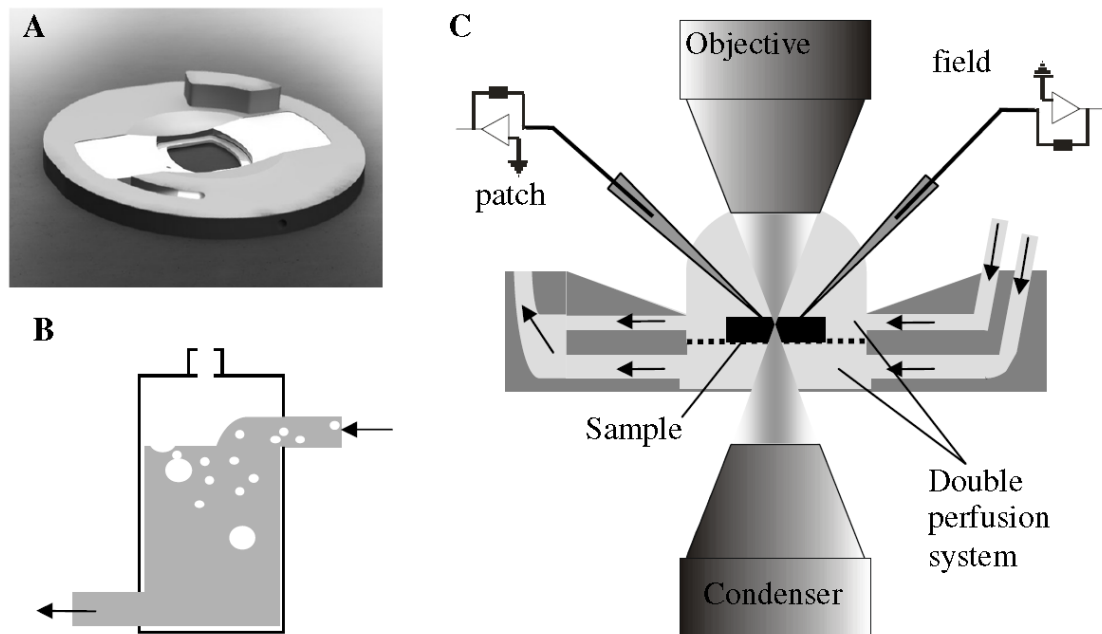 A
B
C
Objective
field
patch
Sample
Double
perfusion
system
Condenser